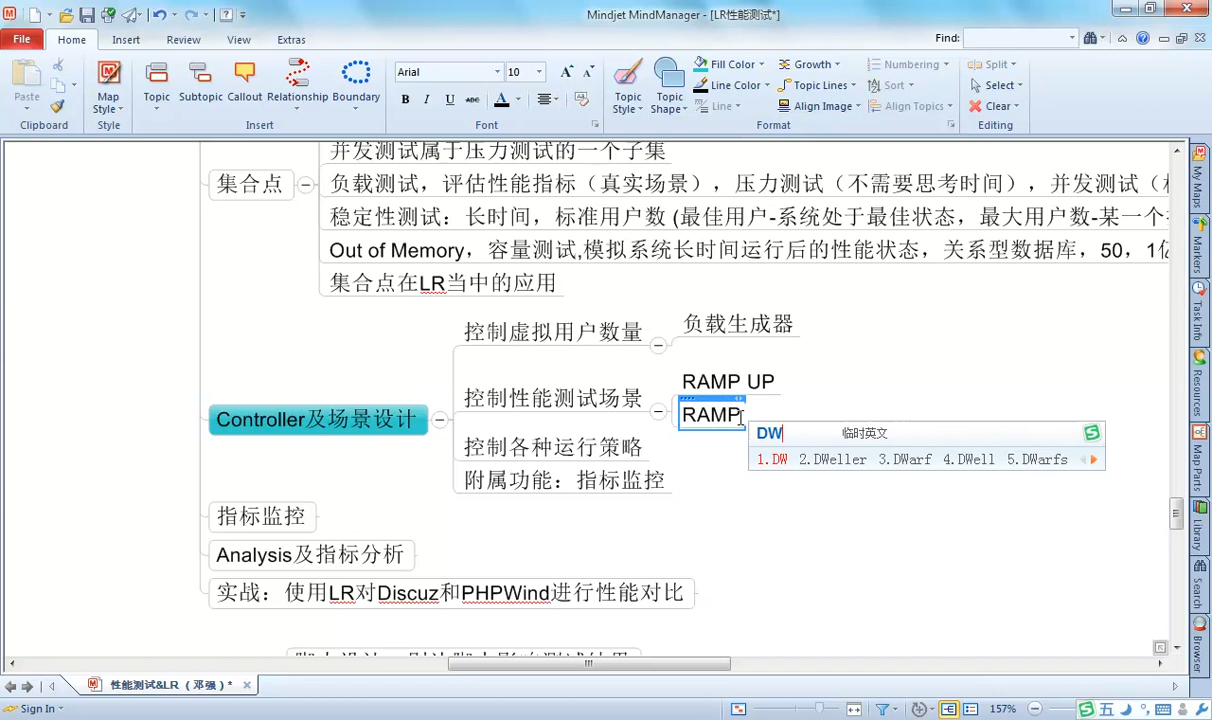 Mindjet MindManager - [LR性能测试*]
File
Home
Insert
Review
View
Extras
Find:
Paste
Clipboard
Map Style
Style
Topic
Subtopic
Callout
Relationship
Boundary
Insert
Arial
10
B I U abc A
Font
Topic Style
Topic Shape
Fill Color
Line Color
Line
Growth
Topic Lines
Align Image
Numbering
Sort
Align Topics
Format
Split
Select
Clear
Editing
并发测试属于压力测试的一个子集
集合点
负载测试，评估性能指标（真实场景），压力测试（不需要思考时间），并发测试（
稳定性测试：长时间，标准用户数 (最佳用户-系统处于最佳状态，最大用户数-某一个
Out of Memory，容量测试,模拟系统长时间运行后的性能状态，关系型数据库，50，1亿
集合点在LR当中的应用
控制虚拟用户数量
负载生成器
RAMP UP
控制性能测试场景
RAMP
Controller及场景设计
DW
临时英文
1.DW 2.DWeller 3.DWarf 4.DWell 5.DWarfs
控制各种运行策略
附属功能：指标监控
指标监控
Analysis及指标分析
实战：使用LR对Discuz和PHPWind进行性能对比
My Maps
Markers
Task Info
Resources
Map Parts
Library
Search
Browser
性能测试&LR （邓强）*
Sign In
157%
五